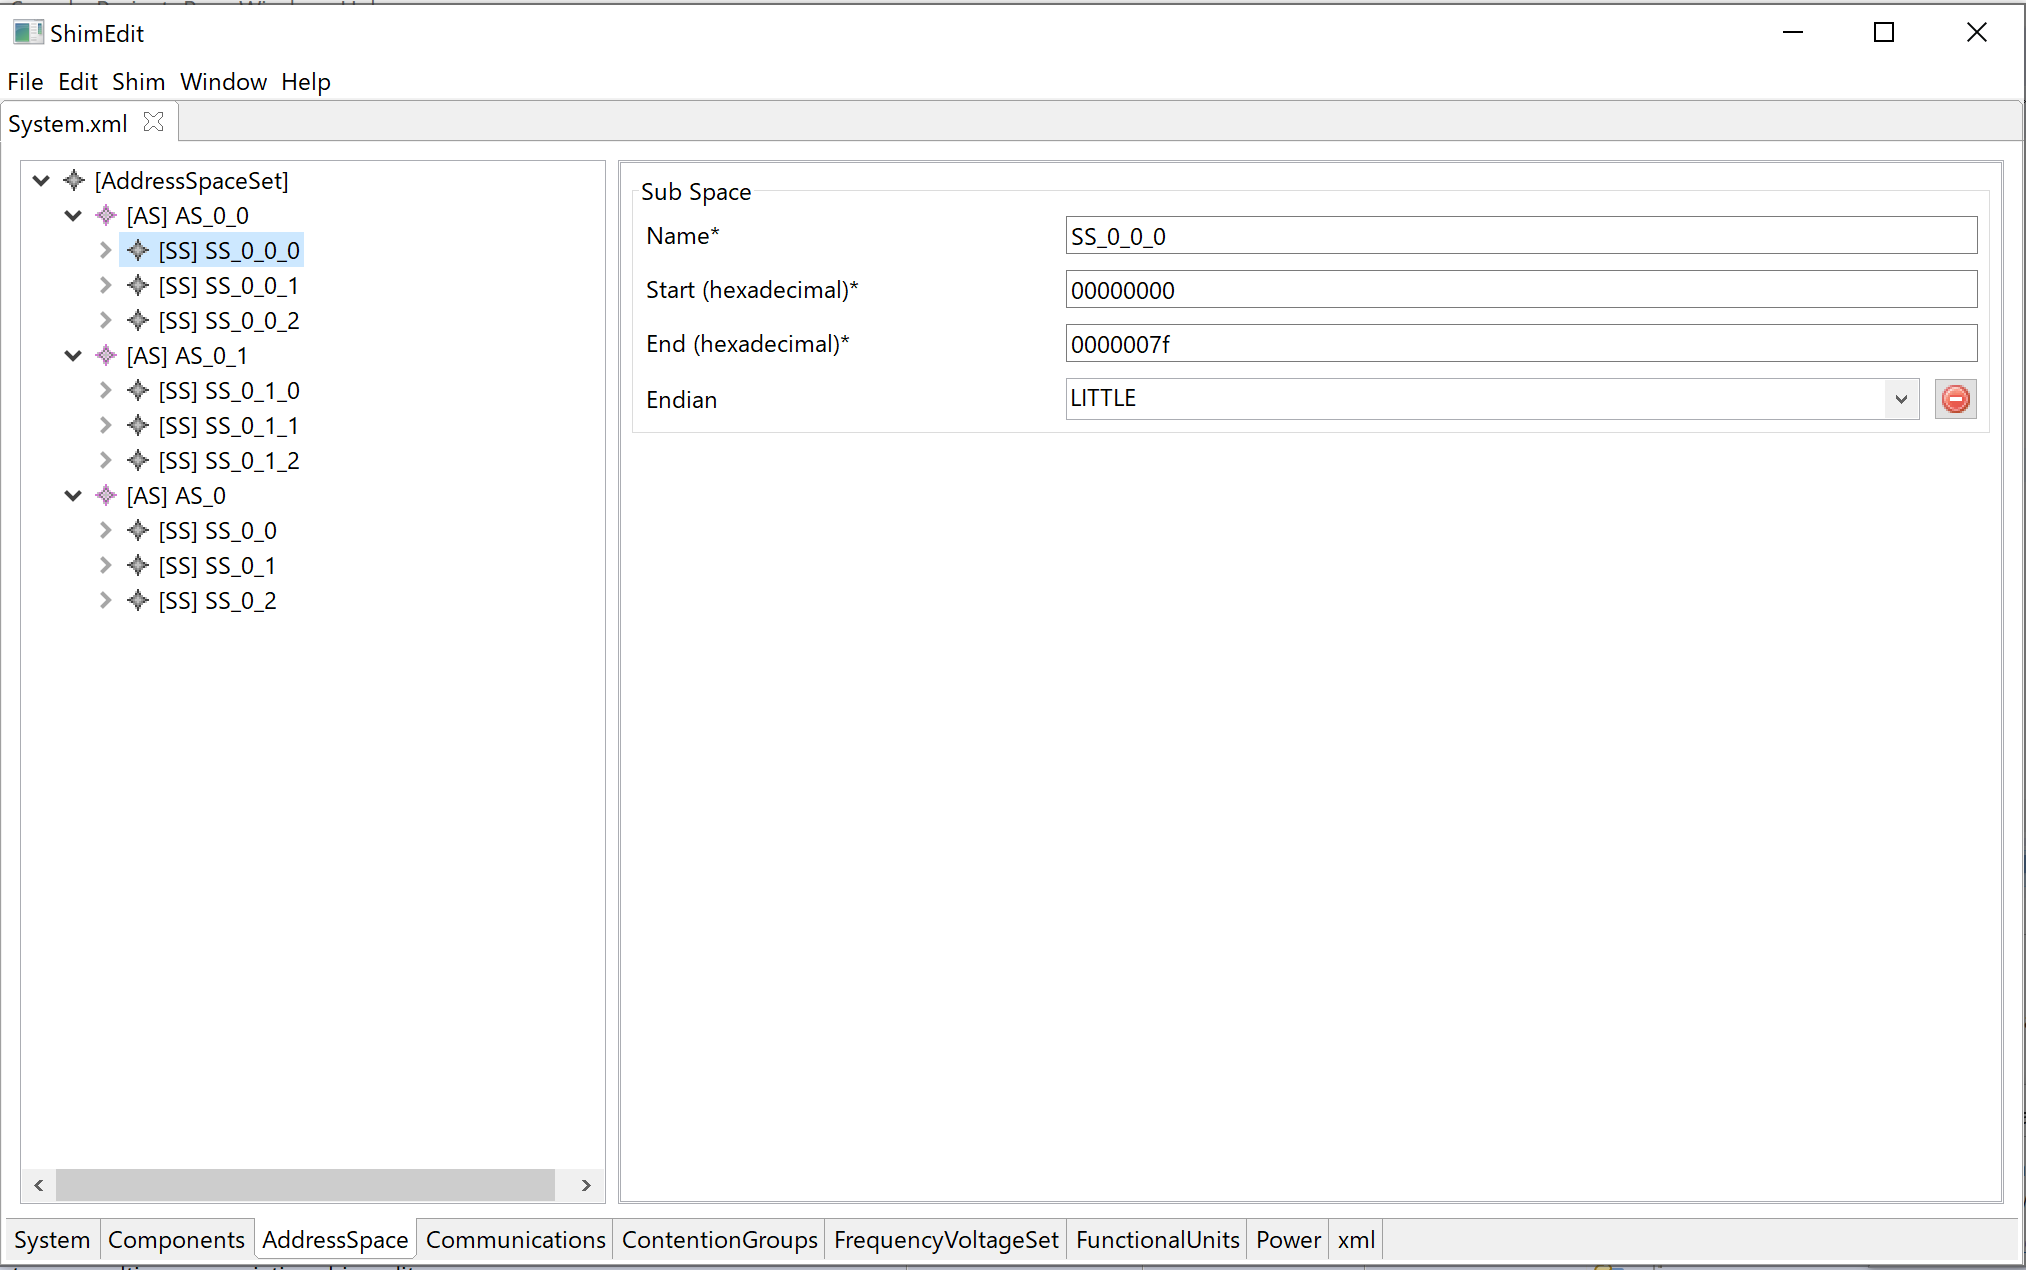 ShimEdit
File Edit Shim Window Help
System.xml
[AddressSpaceSet]
[AS] AS_0_0
[SS] SS_0_0_0
[SS] SS_0_0_1
[SS] SS_0_0_2
[AS] AS_0_1
[SS] SS_0_1_0
[SS] SS_0_1_1
[SS] SS_0_1_2
[AS] AS_0
[SS] SS_0_0
[SS] SS_0_1
[SS] SS_0_2
Sub Space
Name* SS_0_0_0
Start (hexadecimal)* 00000000
End (hexadecimal)* 0000007f
Endian LITTLE
System Components AddressSpace Communications ContentionGroups FrequencyVoltageSet FunctionalUnits Power xml